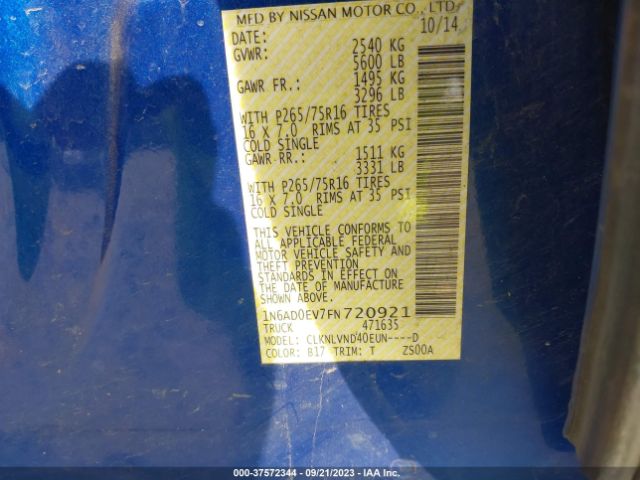 MFD BY NISSAN MOTOR CO., LTD.
DATE: 10/14
GVWR: 2540 KG
5600 LB
GAWR FR.: 1495 KG
3296 LB
WITH P265/75R16 TIRES
16 X 7.0 RIMS AT 35 PSI
COLD SINGLE
GAWR RR.: 1511 KG
3331 LB
WITH P265/75R16 TIRES
16 X 7.0 RIMS AT 35 PSI
COLD SINGLE
THIS VEHICLE CONFORMS TO
ALL APPLICABLE FEDERAL
MOTOR VEHICLE SAFETY AND
THEFT PREVENTION
STANDARDS IN EFFECT ON
THE DATE OF MANUFACTURE
SHOWN ABOVE.
1N6AD0EV7FN720921
TRUCK 471635
MODEL: CLKNLVND40EUN----D
COLOR: B17 TRIM: T ZS00A
000-37572344 | 09/21/2023 | IAA Inc.